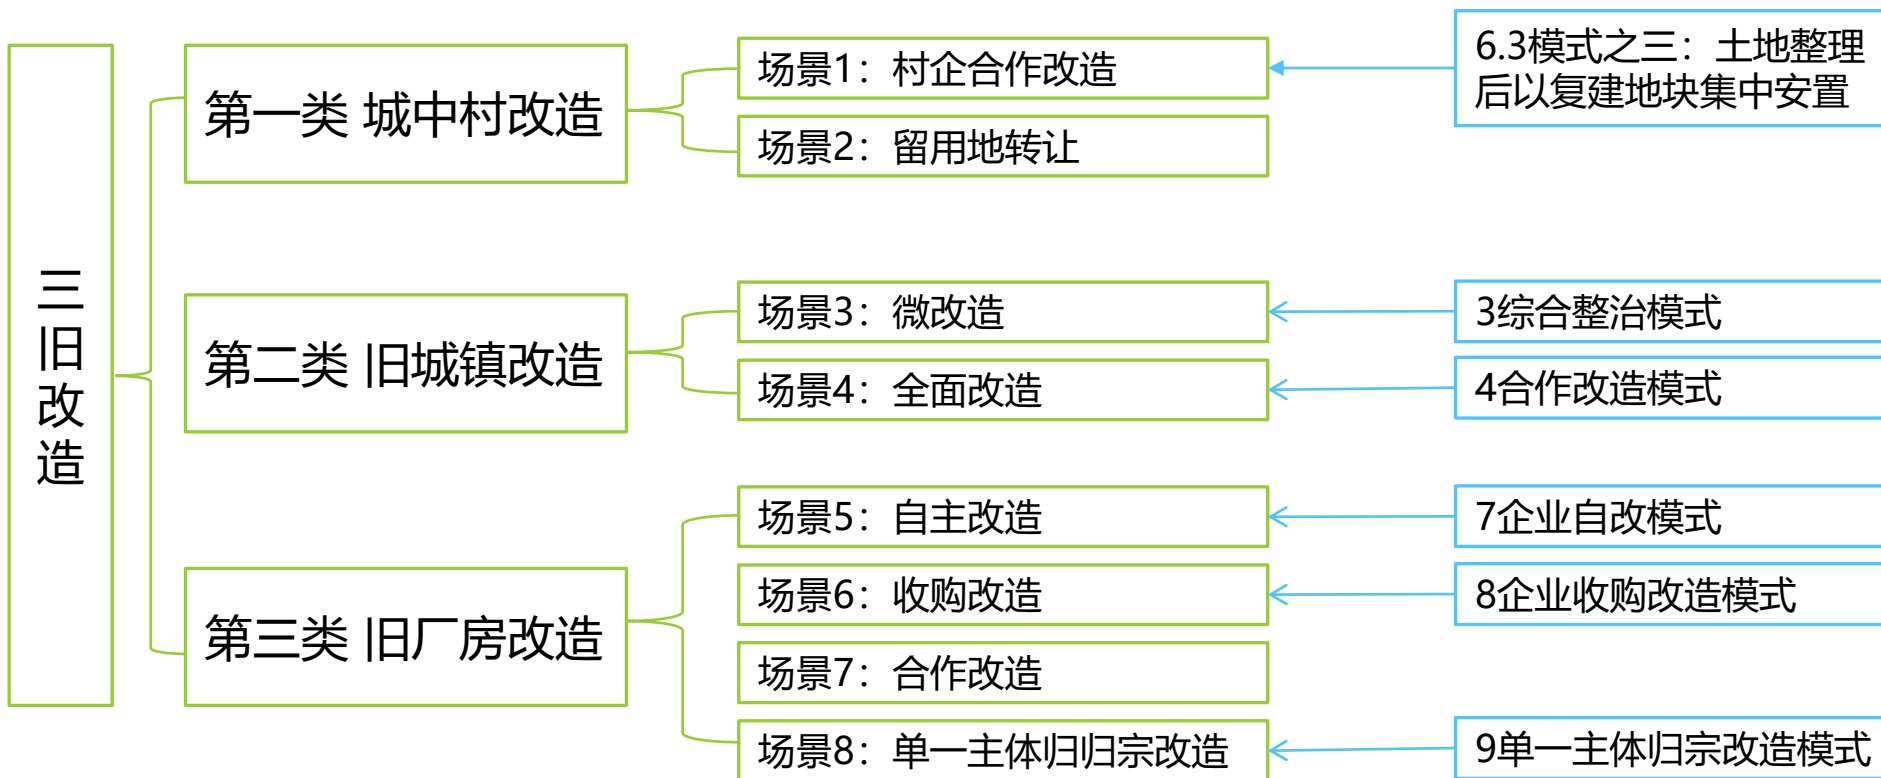 三旧改造
第一类 城中村改造
场景1：村企合作改造
6.3模式之三：土地整理
后以复建地块集中安置
场景2：留用地转让
第二类 旧城镇改造
场景3：微改造
3综合整治模式
场景4：全面改造
4合作改造模式
第三类 旧厂房改造
场景5：自主改造
7企业自改模式
场景6：收购改造
8企业收购改造模式
场景7：合作改造
场景8：单一主体归归宗改造
9单一主体归宗改造模式